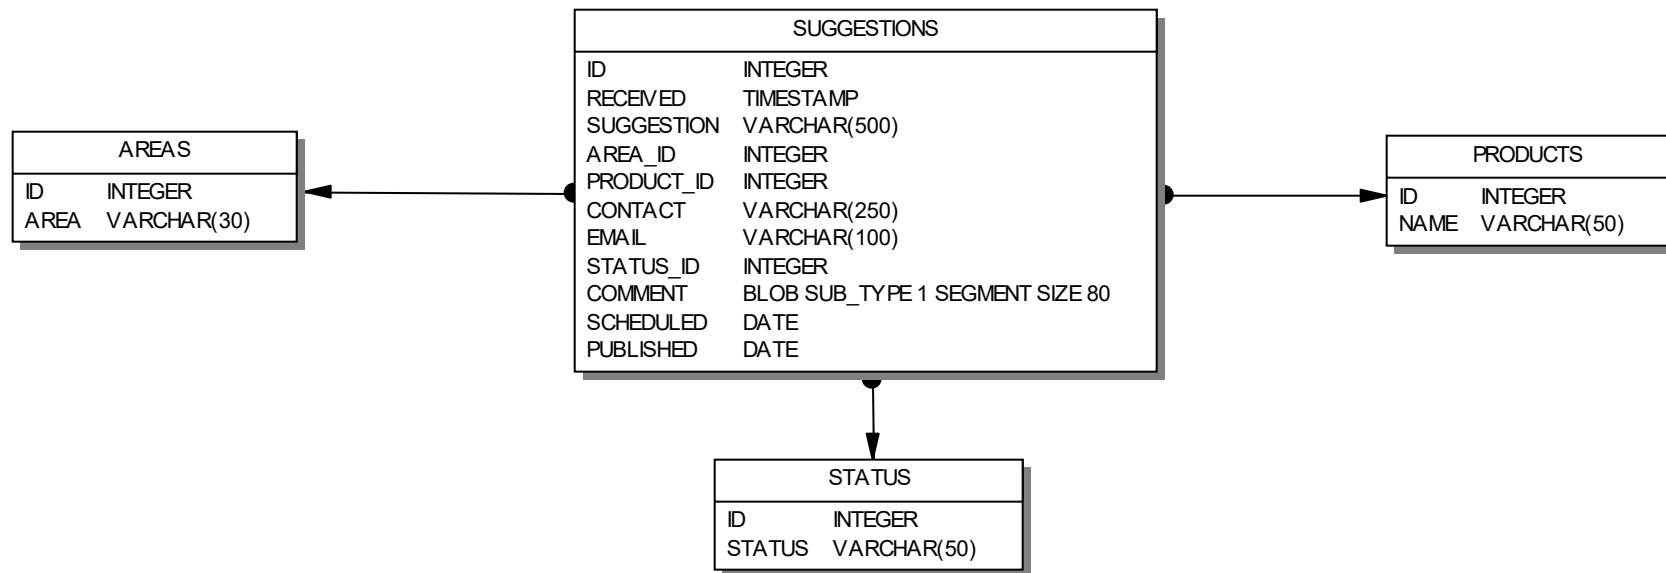 SUGGESTIONS
ID INTEGER
RECEIVED TIMESTAMP
SUGGESTION VARCHAR(500)
AREA_ID INTEGER
PRODUCT_ID INTEGER
CONTACT VARCHAR(250)
EMAIL VARCHAR(100)
STATUS_ID INTEGER
COMMENT BLOB SUB_TYPE 1 SEGMENT SIZE 80
SCHEDULED DATE
PUBLISHED DATE
AREAS
ID INTEGER
AREA VARCHAR(30)
PRODUCTS
ID INTEGER
NAME VARCHAR(50)
STATUS
ID INTEGER
STATUS VARCHAR(50)